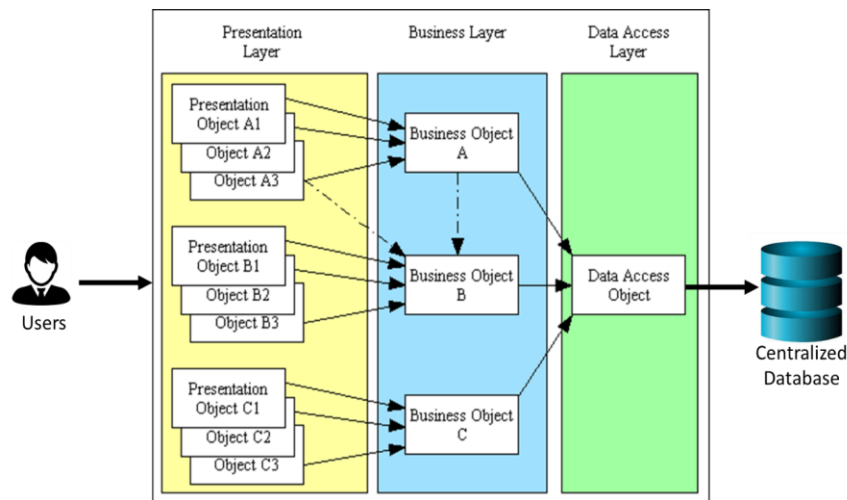 Presentation
Layer
Business Layer
Data Access
Layer
Presentation
Object A1
Object A2
Object A3
Business Object
A
Presentation
Object B1
Object B2
Object B3
Business Object
B
Data Access
Object
Presentation
Object C1
Object C2
Object C3
Business Object
C
Users
Centralized
Database